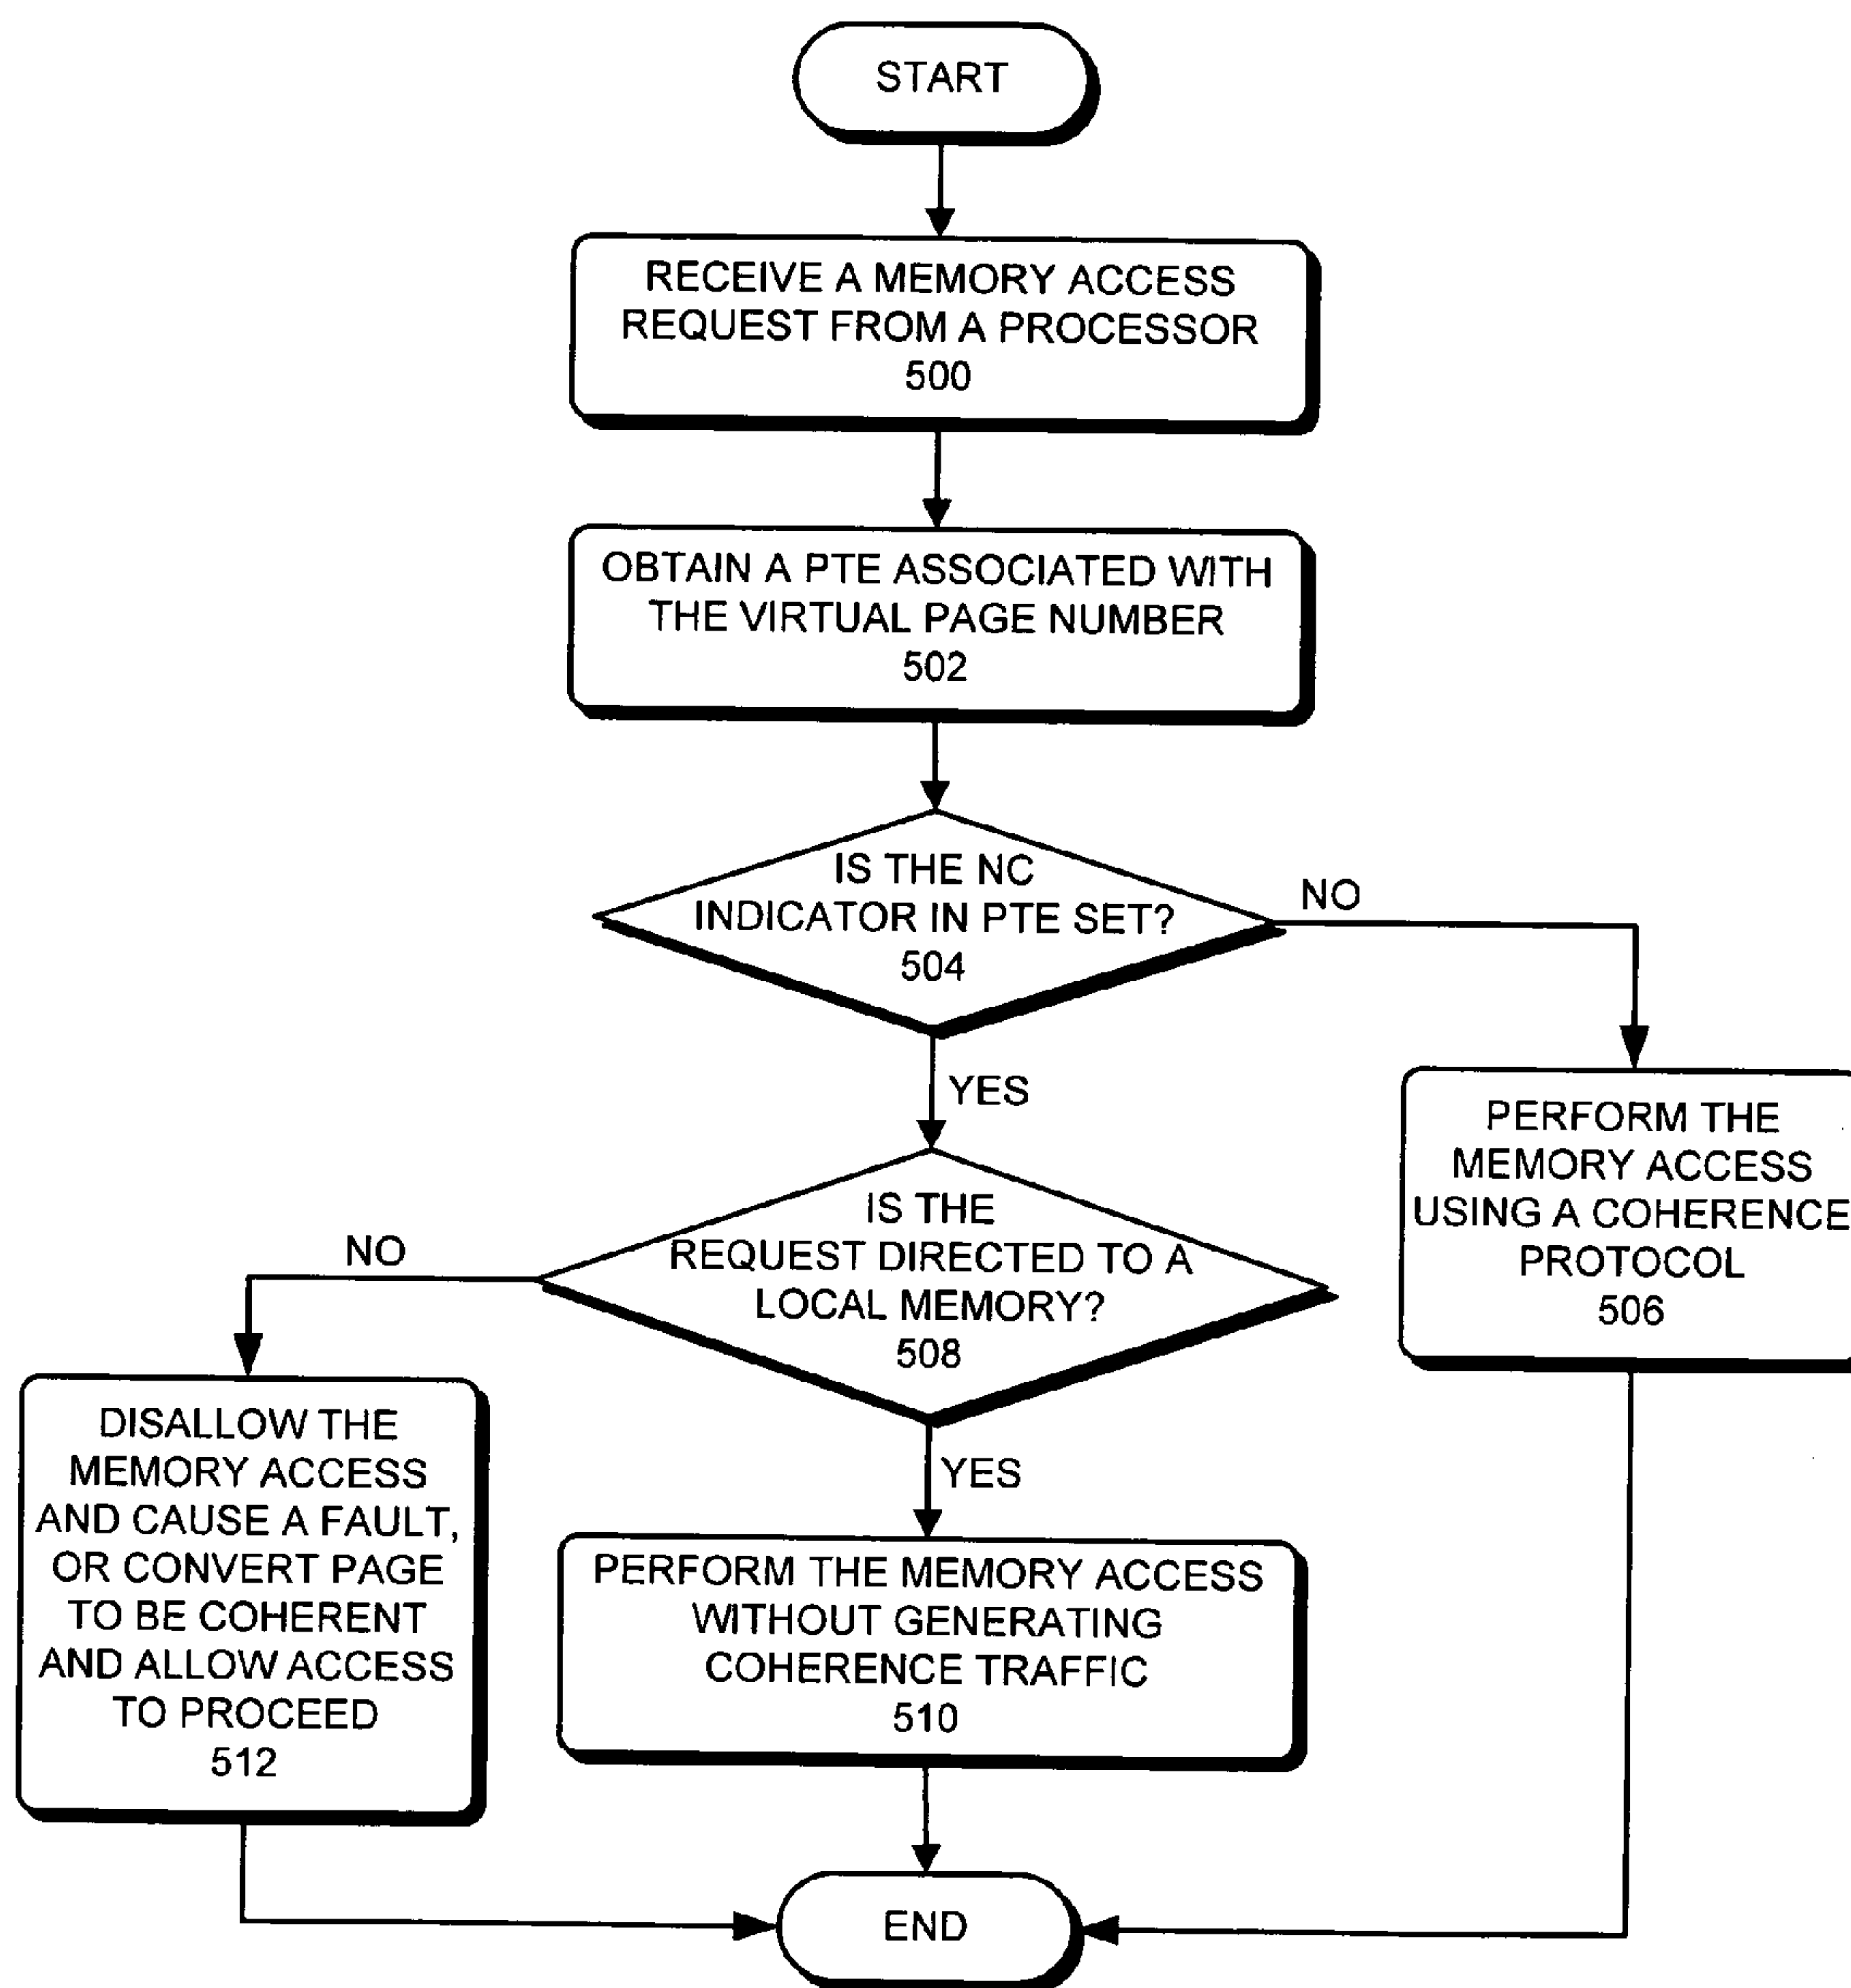 START
RECEIVE A MEMORY ACCESS
REQUEST FROM A PROCESSOR
500
OBTAIN A PTE ASSOCIATED WITH
THE VIRTUAL PAGE NUMBER
502
IS THE NC
INDICATOR IN PTE SET?
504
NO
YES
PERFORM THE
MEMORY ACCESS
USING A COHERENCE
PROTOCOL
506
IS THE
REQUEST DIRECTED TO A
LOCAL MEMORY?
508
NO
YES
DISALLOW THE
MEMORY ACCESS
AND CAUSE A FAULT,
OR CONVERT PAGE
TO BE COHERENT
AND ALLOW ACCESS
TO PROCEED
512
PERFORM THE MEMORY ACCESS
WITHOUT GENERATING
COHERENCE TRAFFIC
510
END